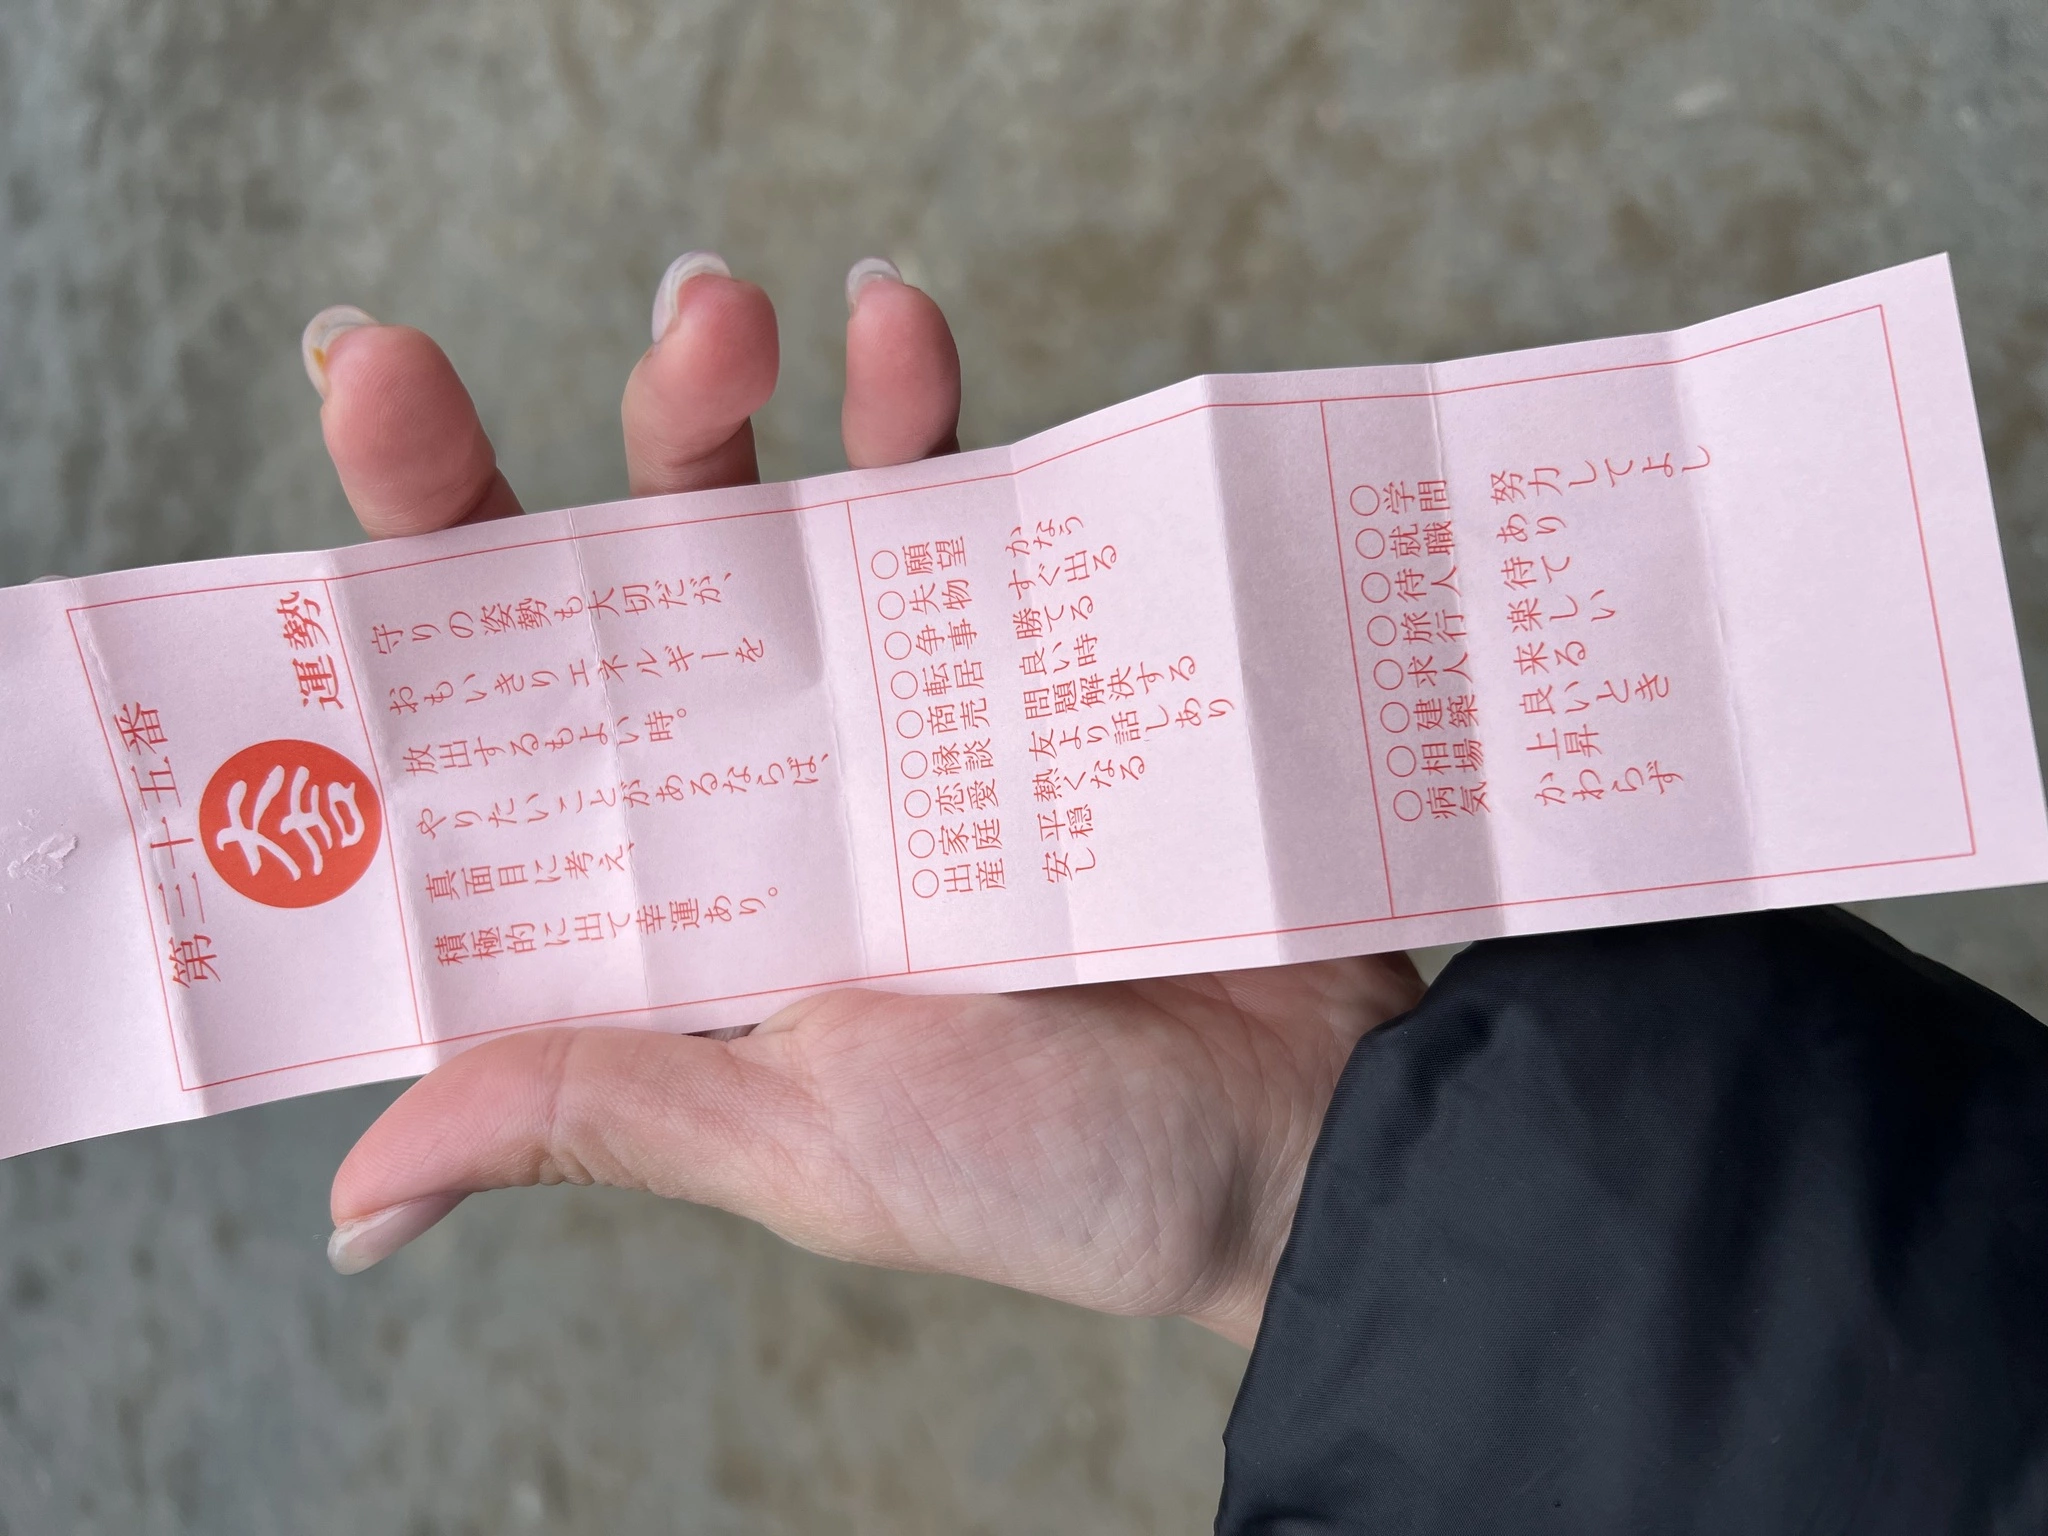 第三十五番
大吉
運勢
守りの姿勢も大切だが、
おもいきりエネルギーを
放出するもよい時。
やりたいことがあるならば、
真面目に考え、
積極的に出て幸運あり。
○願望 かなう
○失物 すぐ出る
○争事 勝てる
○転居 良い時
○商売 問題解決する
○縁談 友より話しあり
○恋愛 熱くなる
○家庭 平穏
○出産 安し
○学問 努力してよし
○就職 あり
○待人 待て
○旅行 楽しい
○求人 来る
○建築 良いとき
○相場 上昇
○病気 かわらず